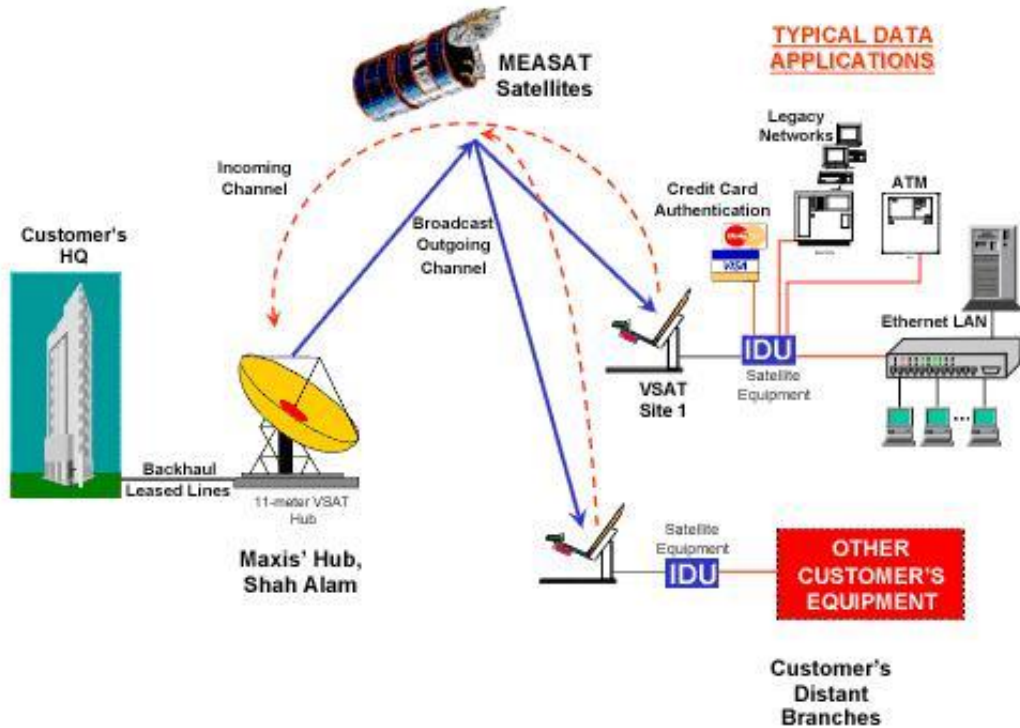 TYPICAL DATA
APPLICATIONS
MEASAT
Satellites
Legacy
Networks
ATM
Incoming
Channel
Credit Card
Authentication
VISA
Customer's
HQ
Broadcast
Outgoing
Channel
Ethernet LAN
IDU
Satellite
Equipment
VSAT
Site 1
Backhaul
Leased Lines
11-meter VSAT
Hub
Maxis' Hub,
Shah Alam
Satellite
Equipment
IDU
OTHER
CUSTOMER'S
EQUIPMENT
Customer's
Distant
Branches